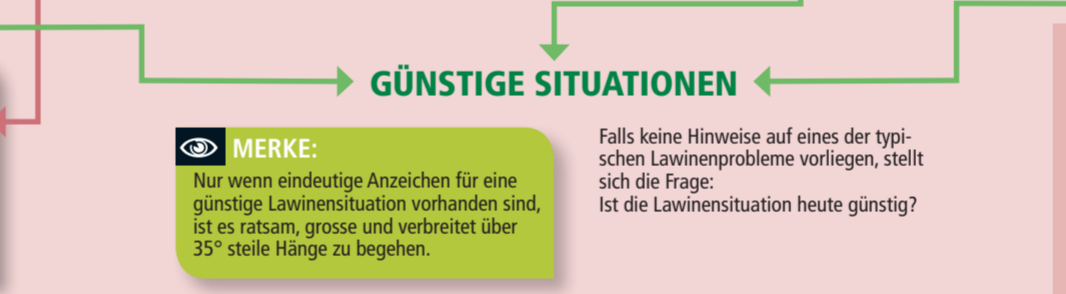 GÜNSTIGE SITUATIONEN
MERKE:
Nur wenn eindeutige Anzeichen für eine
günstige Lawinensituation vorhanden sind,
ist es ratsam, grosse und verbreitet über
35° steile Hänge zu begehen.
Falls keine Hinweise auf eines der typi-
schen Lawinenprobleme vorliegen, stellt
sich die Frage:
Ist die Lawinensituation heute günstig?